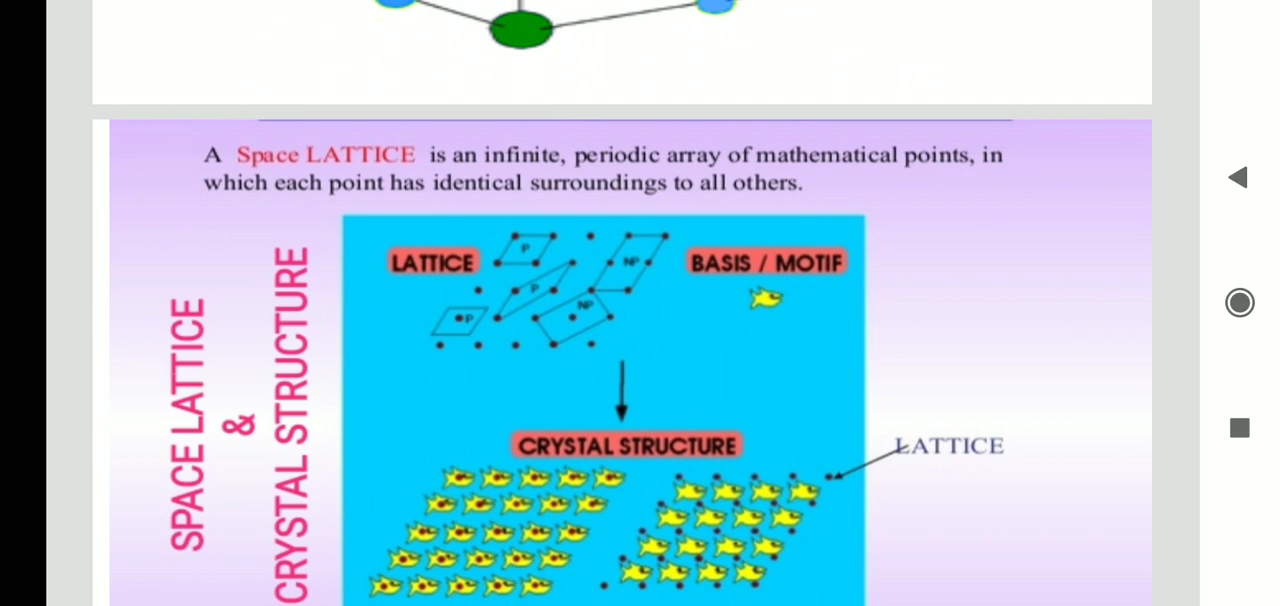 A Space LATTICE is an infinite, periodic array of mathematical points, in
which each point has identical surroundings to all others.
SPACE LATTICE
&
CRYSTAL STRUCTURE
LATTICE
P
NP
P
NP
P
BASIS / MOTIF
CRYSTAL STRUCTURE
LATTICE